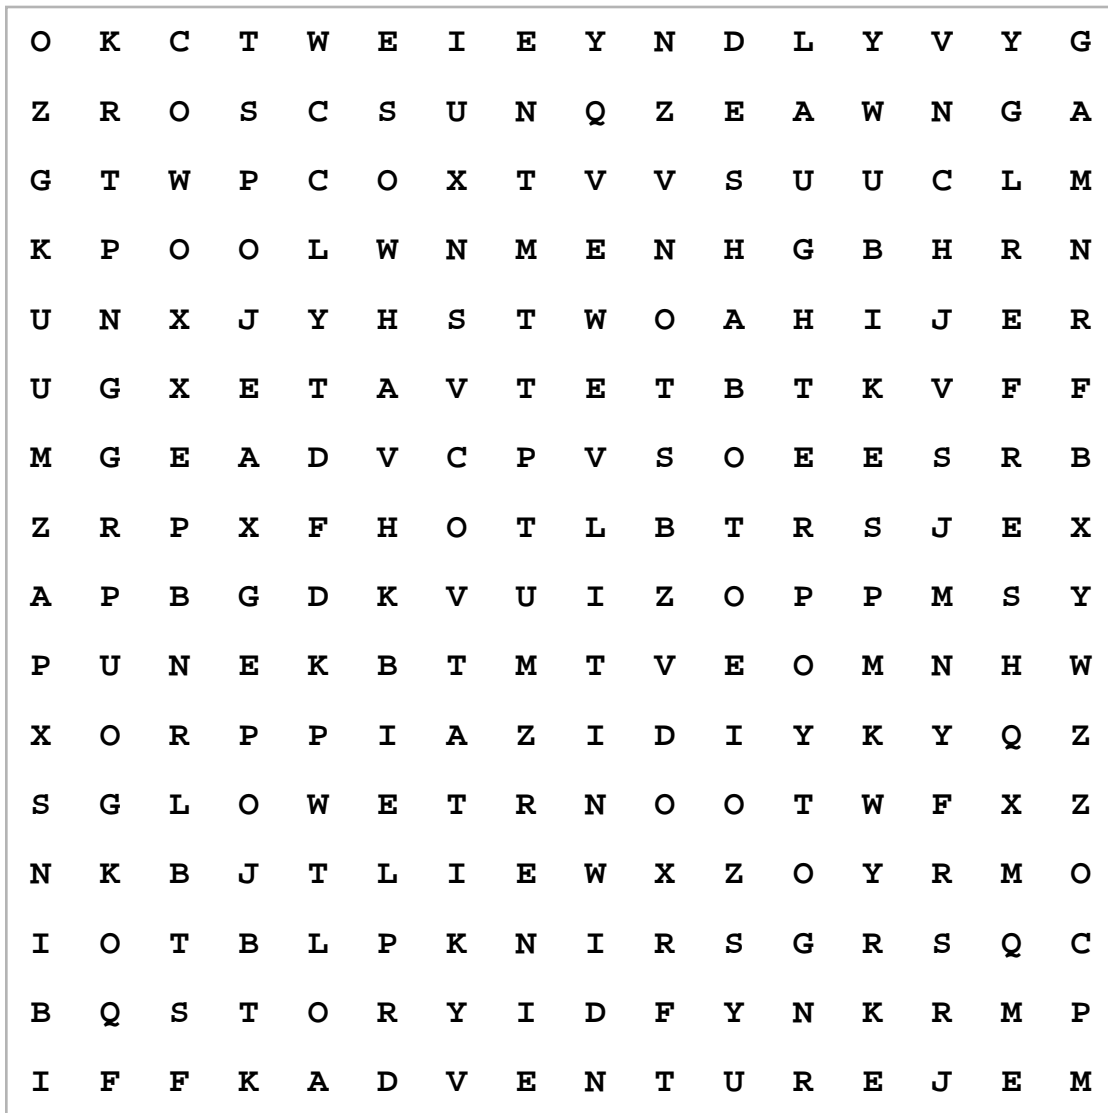 O K C T W E I E Y N D L Y V Y G
Z R O S C S U N Q Z E A W N G A
G T W P C O X T V V S U U C L M
K P O O L W N M E N H G B H R N
U N X J Y H S T W O A H I J E R
U G X E T A V T E T B T K V F F
M G E A D V C P V S O E E S R B
Z R P X F H O T L B T R S J E X
A P B G D K V U I Z O P P M S Y
P U N E K B T M T V E O M N H W
X O R P P I A Z I D I Y K Y Q Z
S G L O W E T R N O O T W F X Z
N K B J T L I E W X Z O Y R M O
I O T B L P K N I R S G R S Q C
B Q S T O R Y I D F Y N K R M P
I F F K A D V E N T U R E J E M